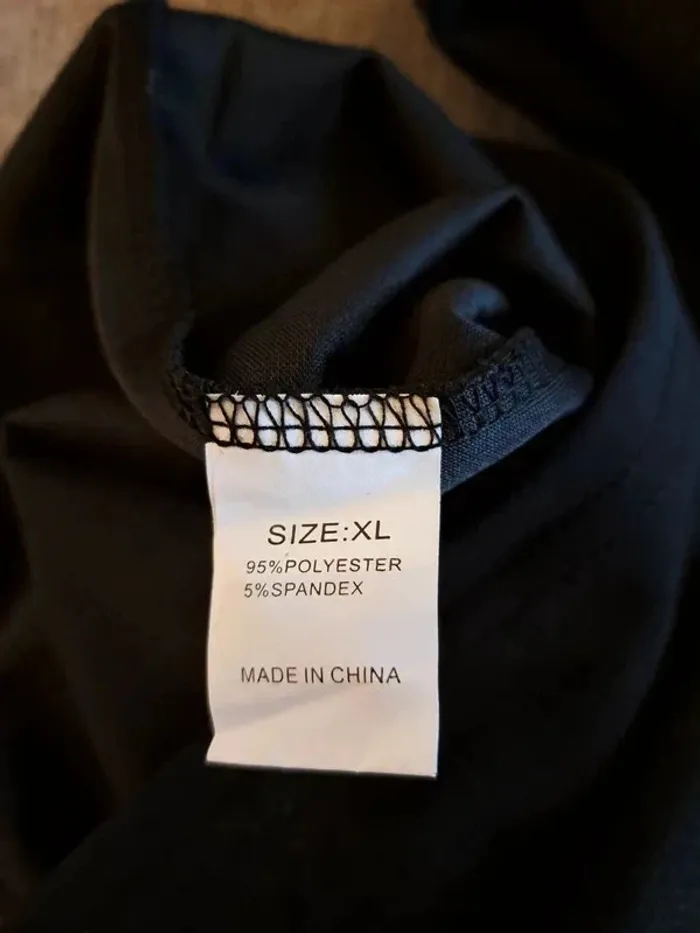 SIZE:XL
95%POLYESTER
5%SPANDEX
MADE IN CHINA